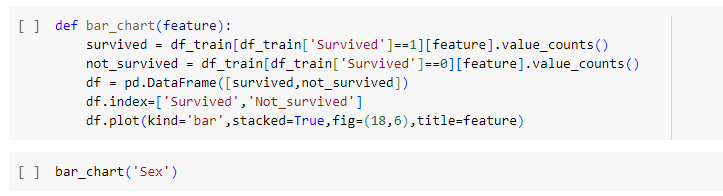 [ ] def bar_chart(feature):
survived = df_train[df_train['Survived']==1][feature].value_counts()
not_survived = df_train[df_train['Survived']==0][feature].value_counts()
df = pd.DataFrame([survived,not_survived])
df.index=['Survived','Not_survived']
df.plot(kind='bar',stacked=True,fig=(18,6),title=feature)
[ ] bar_chart('Sex')